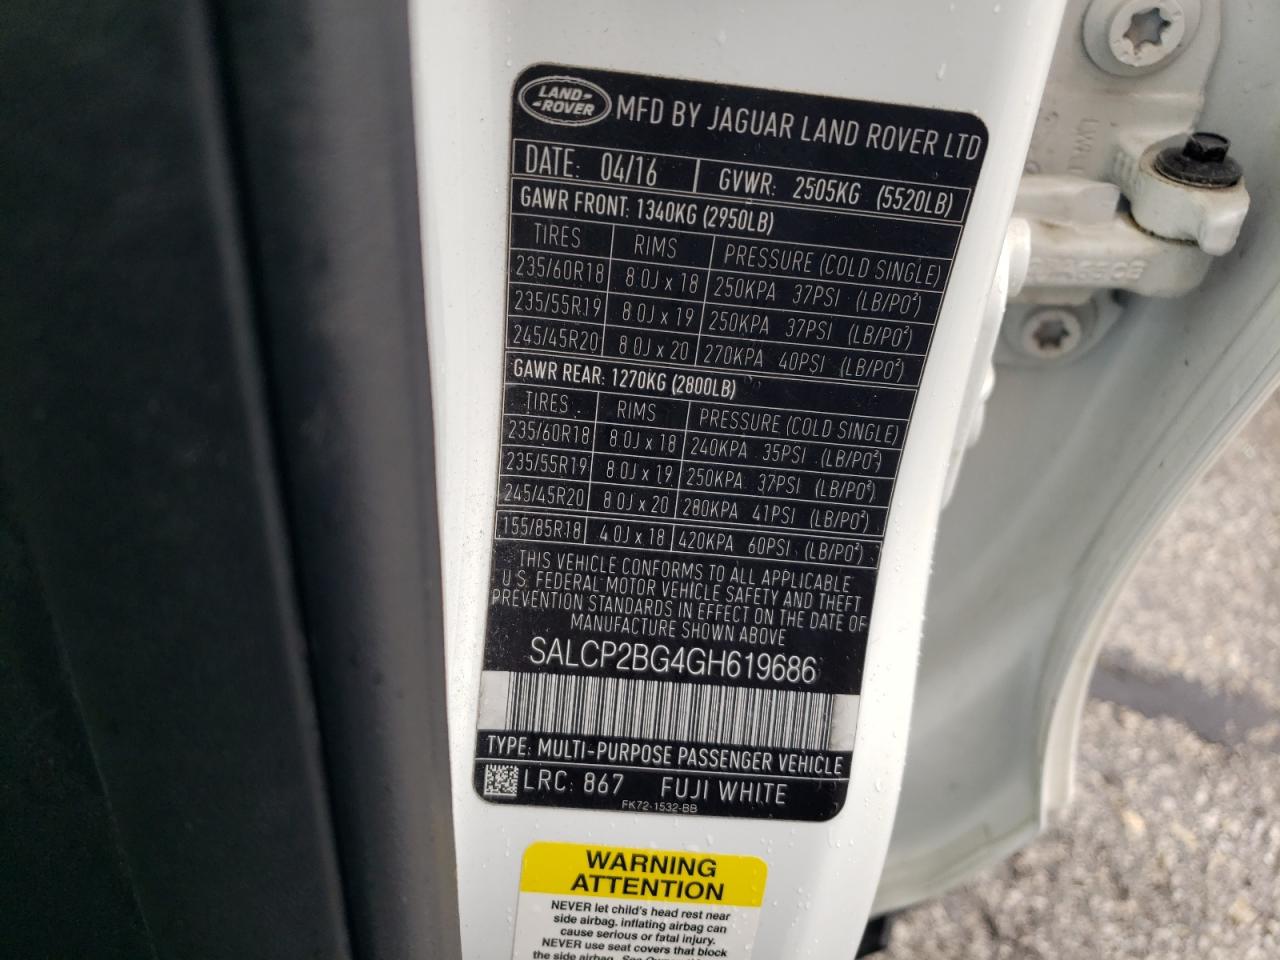 LAND-
-ROVER
MFD BY JAGUAR LAND ROVER LTD
DATE: 04/16 GVWR: 2505KG (5520LB)
GAWR FRONT: 1340KG (2950LB)
TIRES RIMS PRESSURE (COLD SINGLE)
235/60R18 8.0J x 18 250KPA 37PSI (LB/PO²)
235/55R19 8.0J x 19 250KPA 37PSI (LB/PO²)
245/45R20 8.0J x 20 270KPA 40PSI (LB/PO²)
GAWR REAR: 1270KG (2800LB)
TIRES RIMS PRESSURE (COLD SINGLE)
235/60R18 8.0J x 18 240KPA 35PSI (LB/PO²)
235/55R19 8.0J x 19 250KPA 37PSI (LB/PO²)
245/45R20 8.0J x 20 280KPA 41PSI (LB/PO²)
155/85R18 4.0J x 18 420KPA 60PSI (LB/PO²)
THIS VEHICLE CONFORMS TO ALL APPLICABLE
U.S. FEDERAL MOTOR VEHICLE SAFETY AND THEFT
PREVENTION STANDARDS IN EFFECT ON THE DATE OF
MANUFACTURE SHOWN ABOVE
SALCP2BG4GH619686
TYPE: MULTI-PURPOSE PASSENGER VEHICLE
LRC: 867 FUJI WHITE
FK72-1532-BB
WARNING
ATTENTION
NEVER let child's head rest near
side airbag. inflating airbag can
cause serious or fatal injury.
NEVER use seat covers that block
the side airbag. See Owner